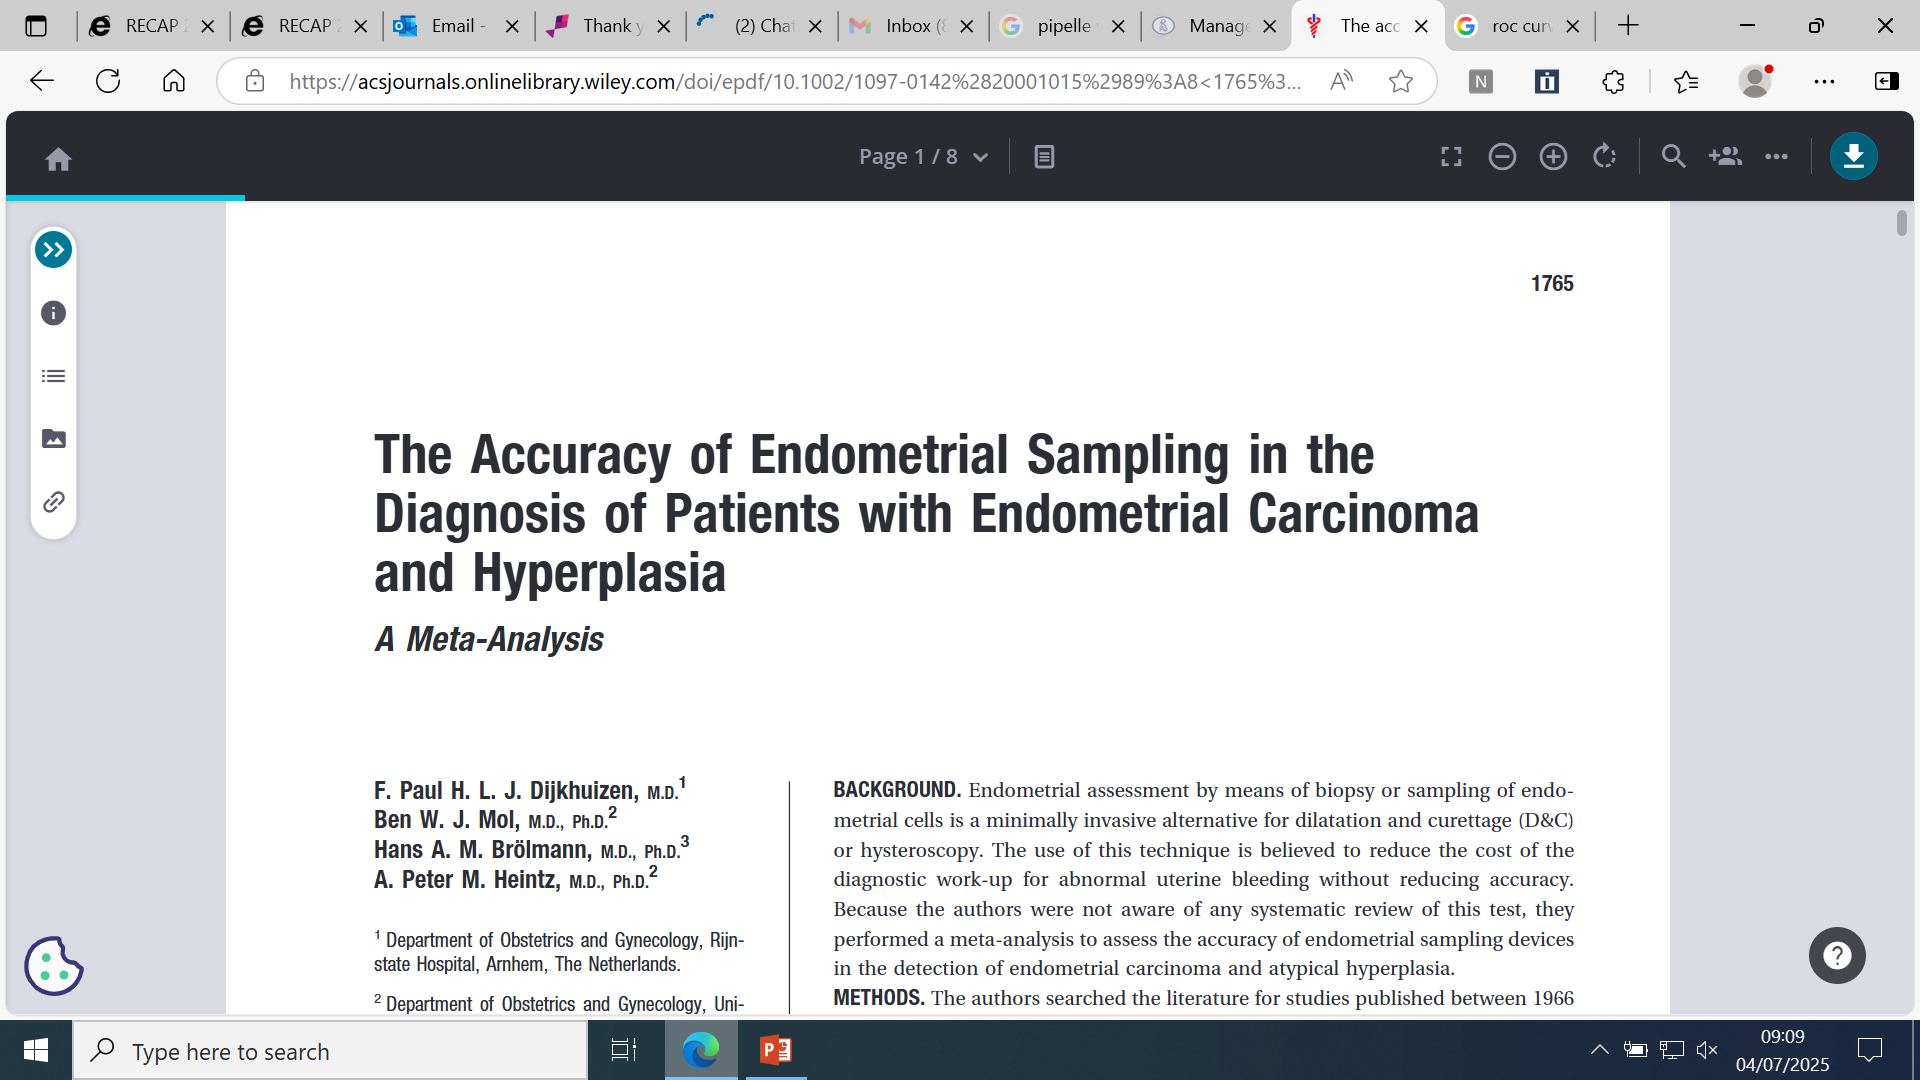 RECAP
RECAP
Email -
Thank y
(2) Chat
Inbox (8
pipelle
Manage
The acc
roc curv
https://acsjournals.onlinelibrary.wiley.com/doi/epdf/10.1002/1097-0142%2820001015%2989%3A8<1765%3...
Page 1 / 8
1765
The Accuracy of Endometrial Sampling in the
Diagnosis of Patients with Endometrial Carcinoma
and Hyperplasia
A Meta-Analysis
F. Paul H. L. J. Dijkhuizen, M.D.1
Ben W. J. Mol, M.D., Ph.D.2
Hans A. M. Brölmann, M.D., Ph.D.3
A. Peter M. Heintz, M.D., Ph.D.2
1 Department of Obstetrics and Gynecology, Rijn-
state Hospital, Arnhem, The Netherlands.
2 Department of Obstetrics and Gynecology, Uni-
BACKGROUND. Endometrial assessment by means of biopsy or sampling of endo-
metrial cells is a minimally invasive alternative for dilatation and curettage (D&C)
or hysteroscopy. The use of this technique is believed to reduce the cost of the
diagnostic work-up for abnormal uterine bleeding without reducing accuracy.
Because the authors were not aware of any systematic review of this test, they
performed a meta-analysis to assess the accuracy of endometrial sampling devices
in the detection of endometrial carcinoma and atypical hyperplasia.
METHODS. The authors searched the literature for studies published between 1966
Type here to search
09:09
04/07/2025